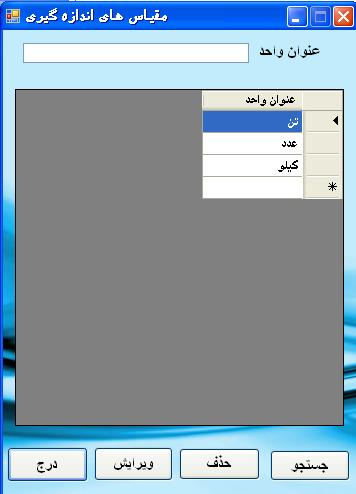 مقیاس های اندازه گیری
عنوان واحد
عنوان واحد
تن
عدد
کیلو
جستجو
حذف
ویرایش
درج